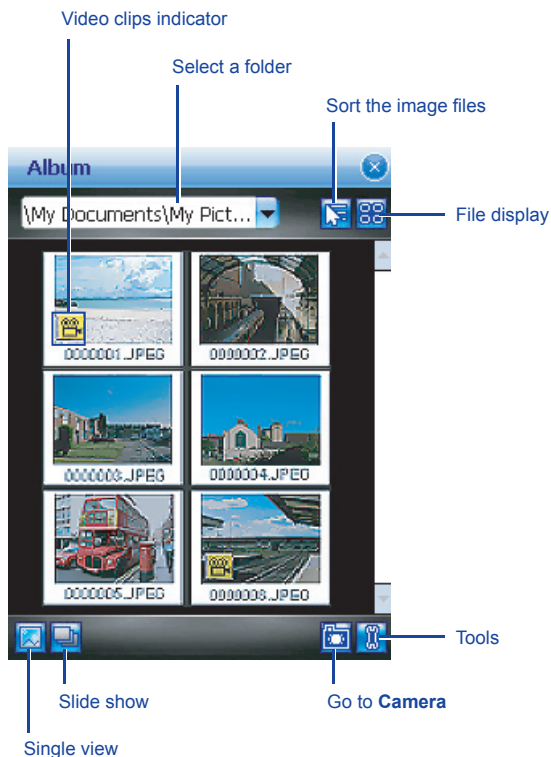 Video clips indicator
Select a folder
Sort the image files
Album
\My Documents\My Pict...
File display
0000001.JPEG
0000002.JPEG
0000003.JPEG
0000004.JPEG
0000005.JPEG
0000006.JPEG
Tools
Slide show
Go to Camera
Single view